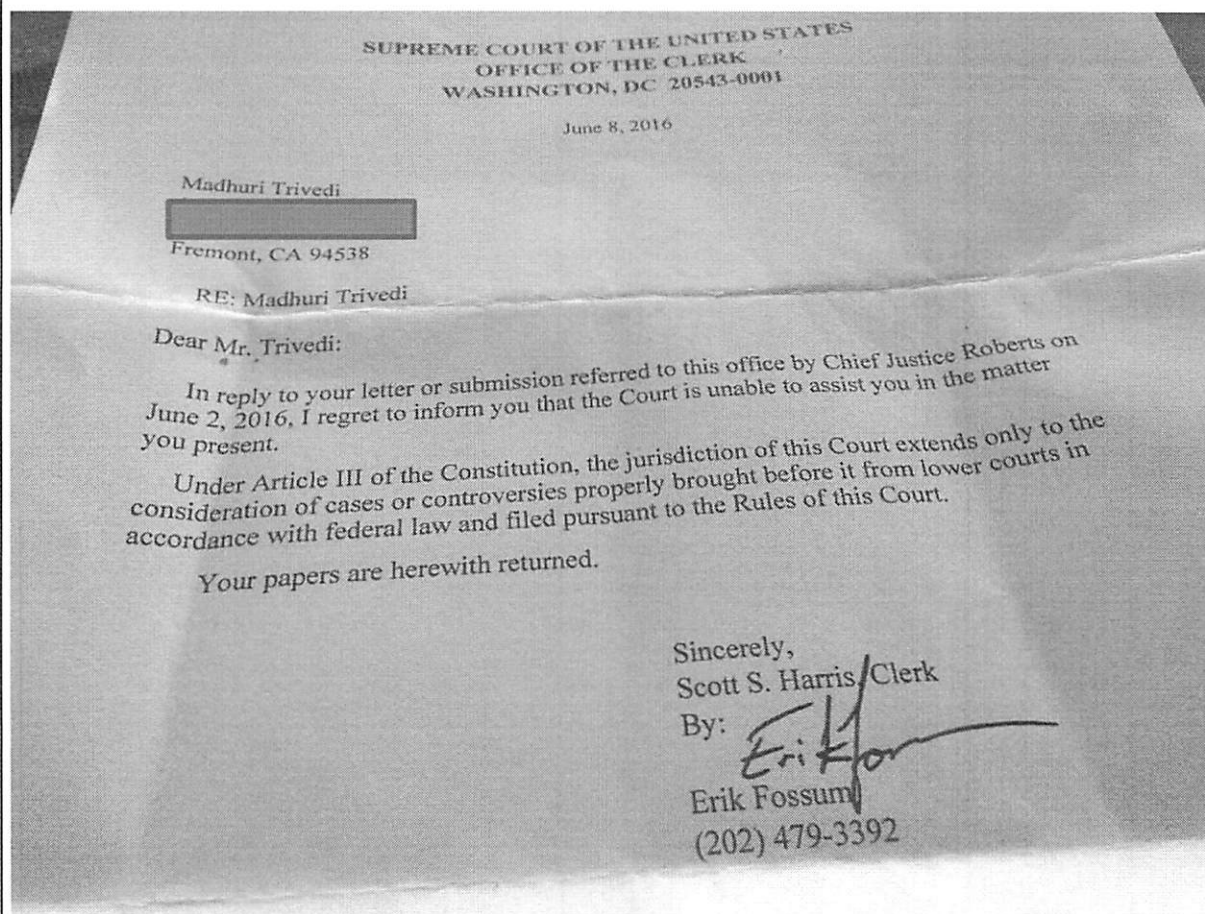 SUPREME COURT OF THE UNITED STATES
OFFICE OF THE CLERK
WASHINGTON, DC 20543-0001
June 8, 2016
Madhuri Trivedi
Fremont, CA 94538
RE: Madhuri Trivedi
Dear Mr. Trivedi:
In reply to your letter or submission referred to this office by Chief Justice Roberts on
June 2, 2016, I regret to inform you that the Court is unable to assist you in the matter
you present.
Under Article III of the Constitution, the jurisdiction of this Court extends only to the
consideration of cases or controversies properly brought before it from lower courts in
accordance with federal law and filed pursuant to the Rules of this Court.
Your papers are herewith returned.
Sincerely,
Scott S. Harris, Clerk
By:
Erik Fossum
(202) 479-3392